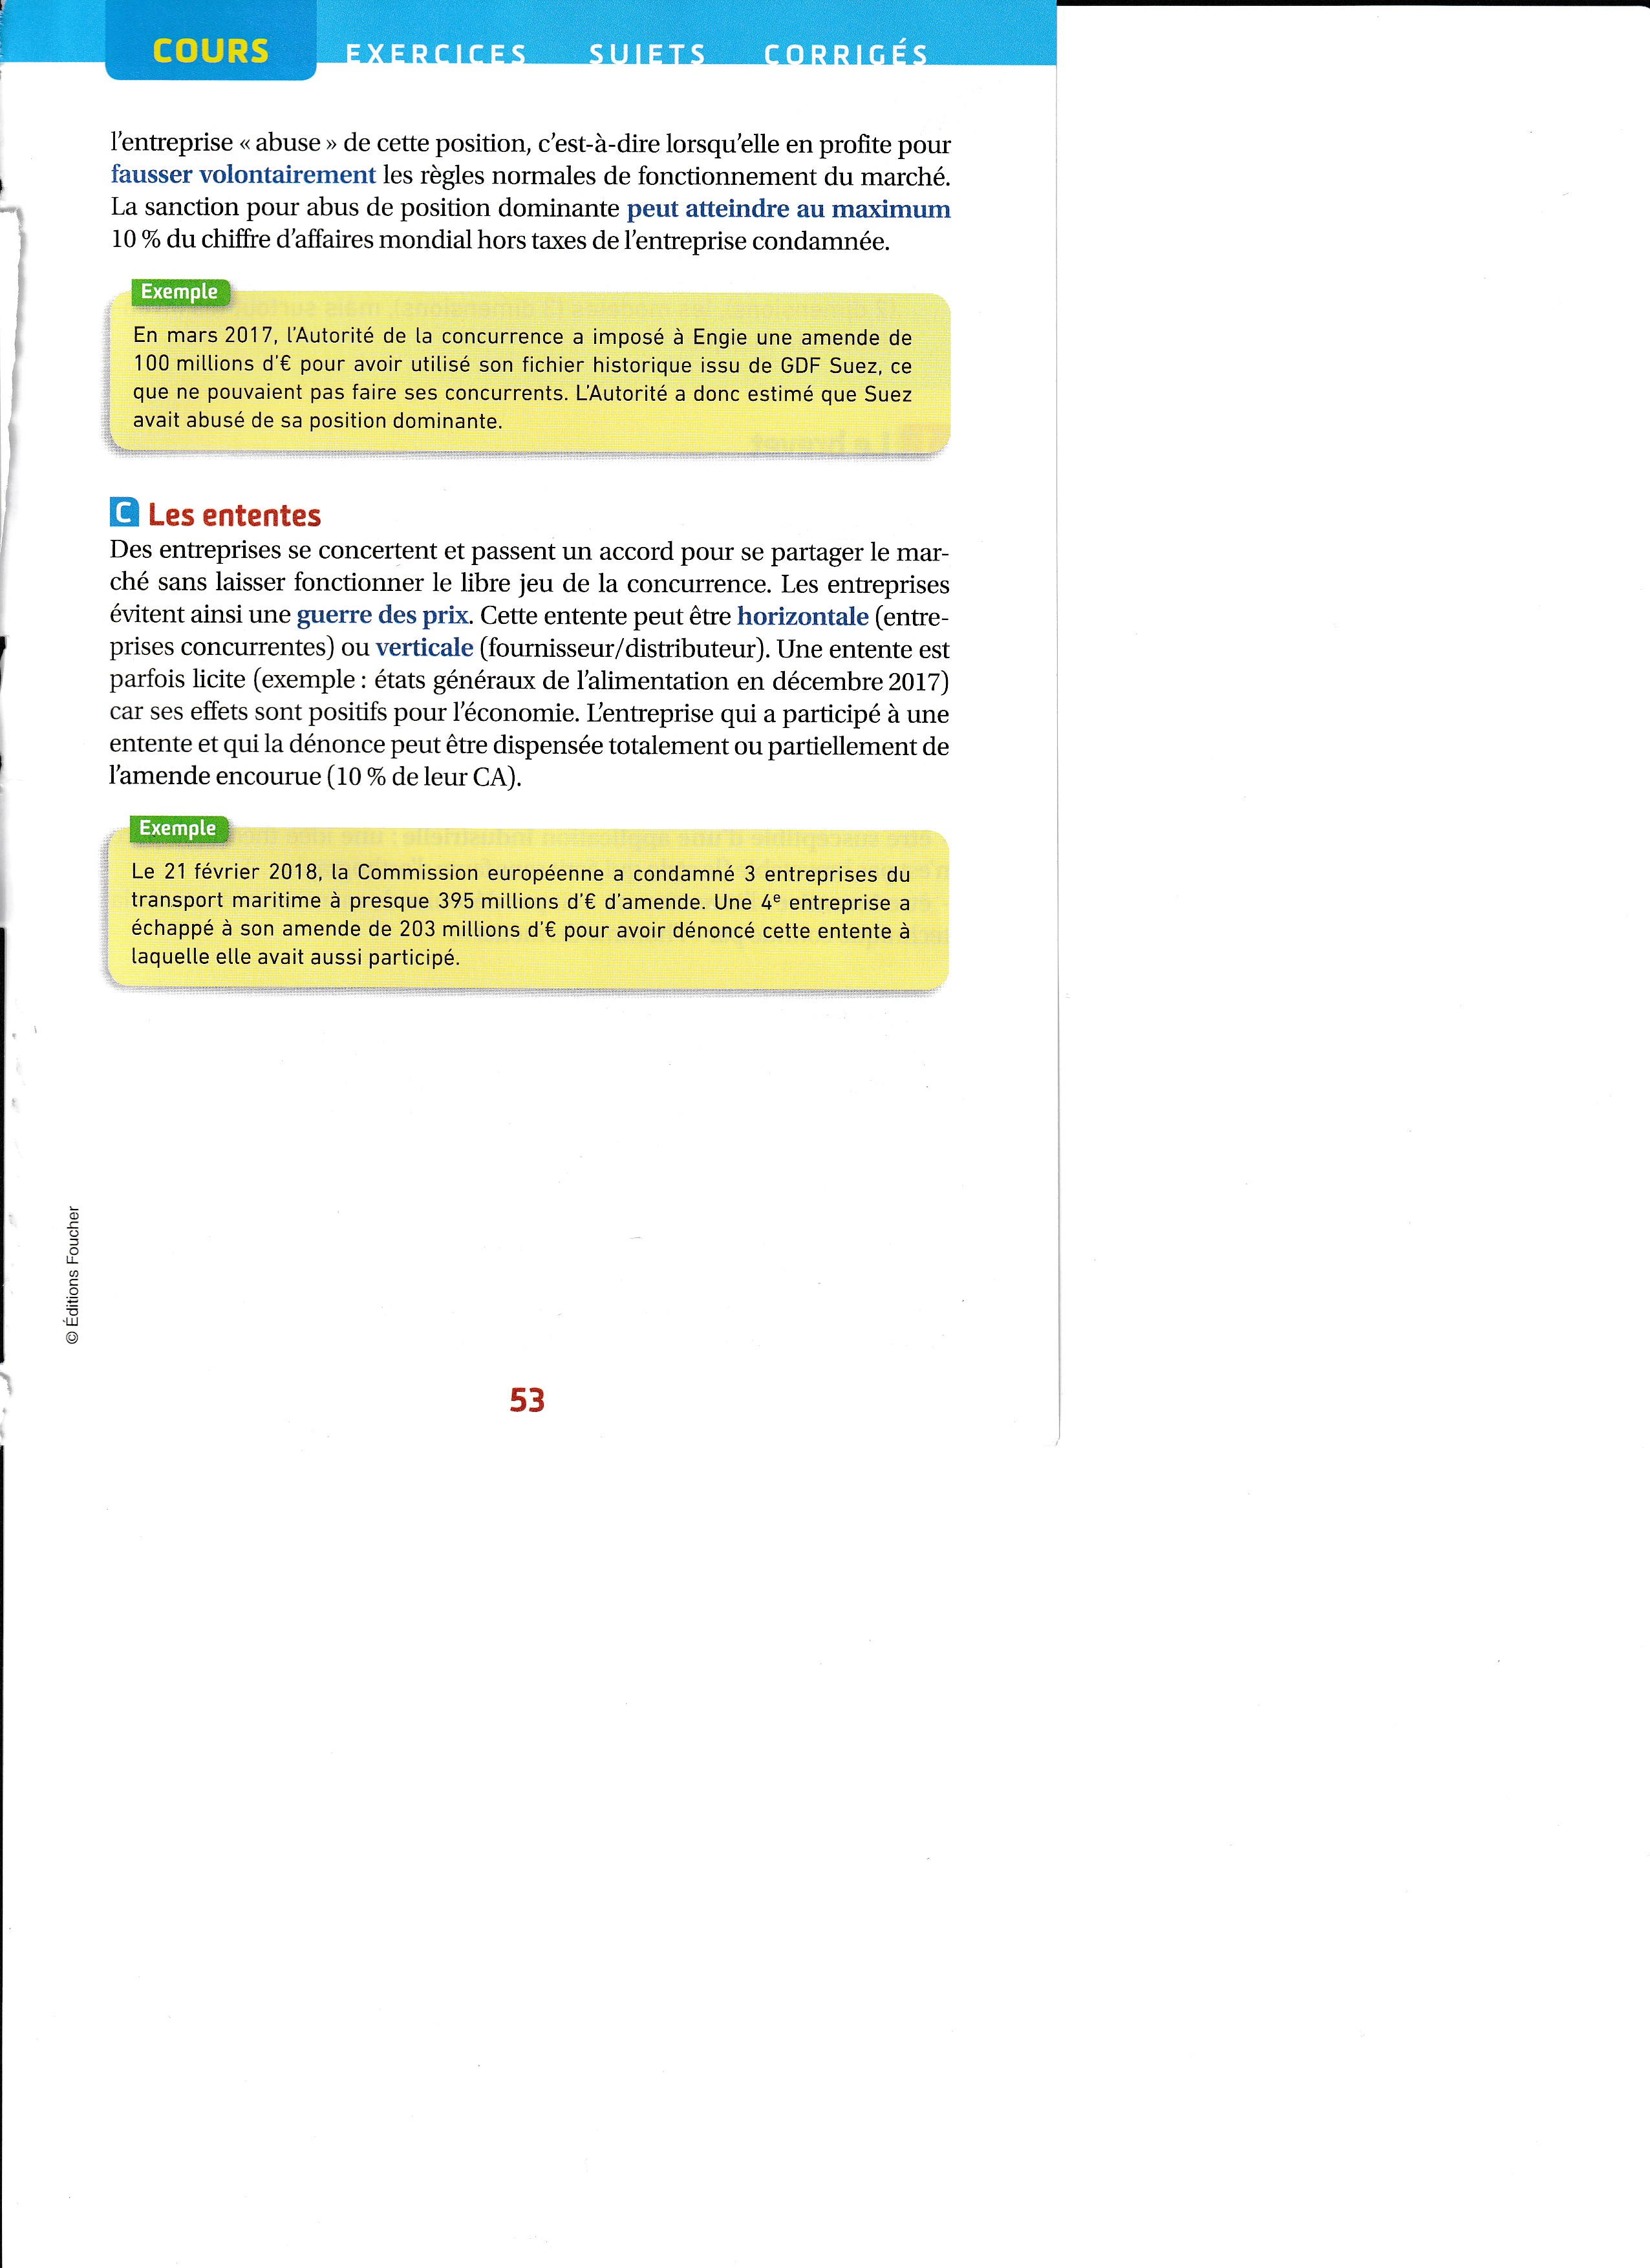 COURS EXERCICES SUJETS CORRIGÉS
l'entreprise « abuse » de cette position, c'est-à-dire lorsqu'elle en profite pour
fausser volontairement les règles normales de fonctionnement du marché.
La sanction pour abus de position dominante peut atteindre au maximum
10 % du chiffre d'affaires mondial hors taxes de l'entreprise condamnée.
Exemple
En mars 2017, l'Autorité de la concurrence a imposé à Engie une amende de
100 millions d'€ pour avoir utilisé son fichier historique issu de GDF Suez, ce
que ne pouvaient pas faire ses concurrents. L'Autorité a donc estimé que Suez
avait abusé de sa position dominante.
C Les ententes
Des entreprises se concertent et passent un accord pour se partager le mar-
ché sans laisser fonctionner le libre jeu de la concurrence. Les entreprises
évitent ainsi une guerre des prix. Cette entente peut être horizontale (entre-
prises concurrentes) ou verticale (fournisseur/distributeur). Une entente est
parfois licite (exemple : états généraux de l'alimentation en décembre 2017)
car ses effets sont positifs pour l'économie. L'entreprise qui a participé à une
entente et qui la dénonce peut être dispensée totalement ou partiellement de
l'amende encourue (10 % de leur CA).
Exemple
Le 21 février 2018, la Commission européenne a condamné 3 entreprises du
transport maritime à presque 395 millions d'€ d'amende. Une 4e entreprise a
échappé à son amende de 203 millions d'€ pour avoir dénoncé cette entente à
laquelle elle avait aussi participé.
© Éditions Foucher
53